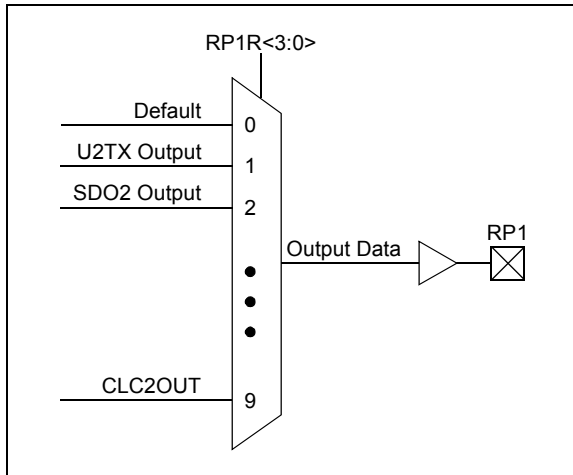 RP1R<3:0>
Default
0
U2TX Output
1
SDO2 Output
2
Output Data
RP1
CLC2OUT
9